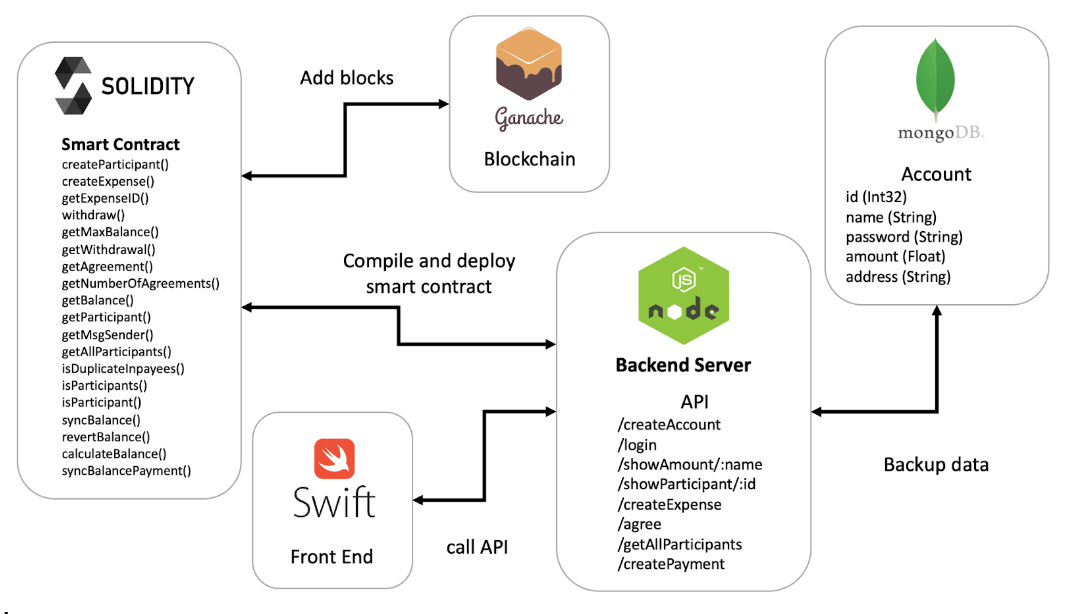 SOLIDITY
Smart Contract
createParticipant()
createExpense()
getExpenseID()
withdraw()
getMaxBalance()
getWithdrawal()
getAgreement()
getNumberOfAgreements()
getBalance()
getParticipant()
getMsgSender()
getAllParticipants()
isDuplicateInpayees()
isParticipants()
isParticipant()
syncBalance()
revertBalance()
calculateBalance()
syncBalancePayment()
Add blocks
Ganache
Blockchain
mongoDB.
Account
id (Int32)
name (String)
password (String)
amount (Float)
address (String)
Compile and deploy
smart contract
JS
node
Backend Server
API
/createAccount
/login
/showAmount/:name
/showParticipant/:id
/createExpense
/agree
/getAllParticipants
/createPayment
Backup data
Swift
Front End
call API